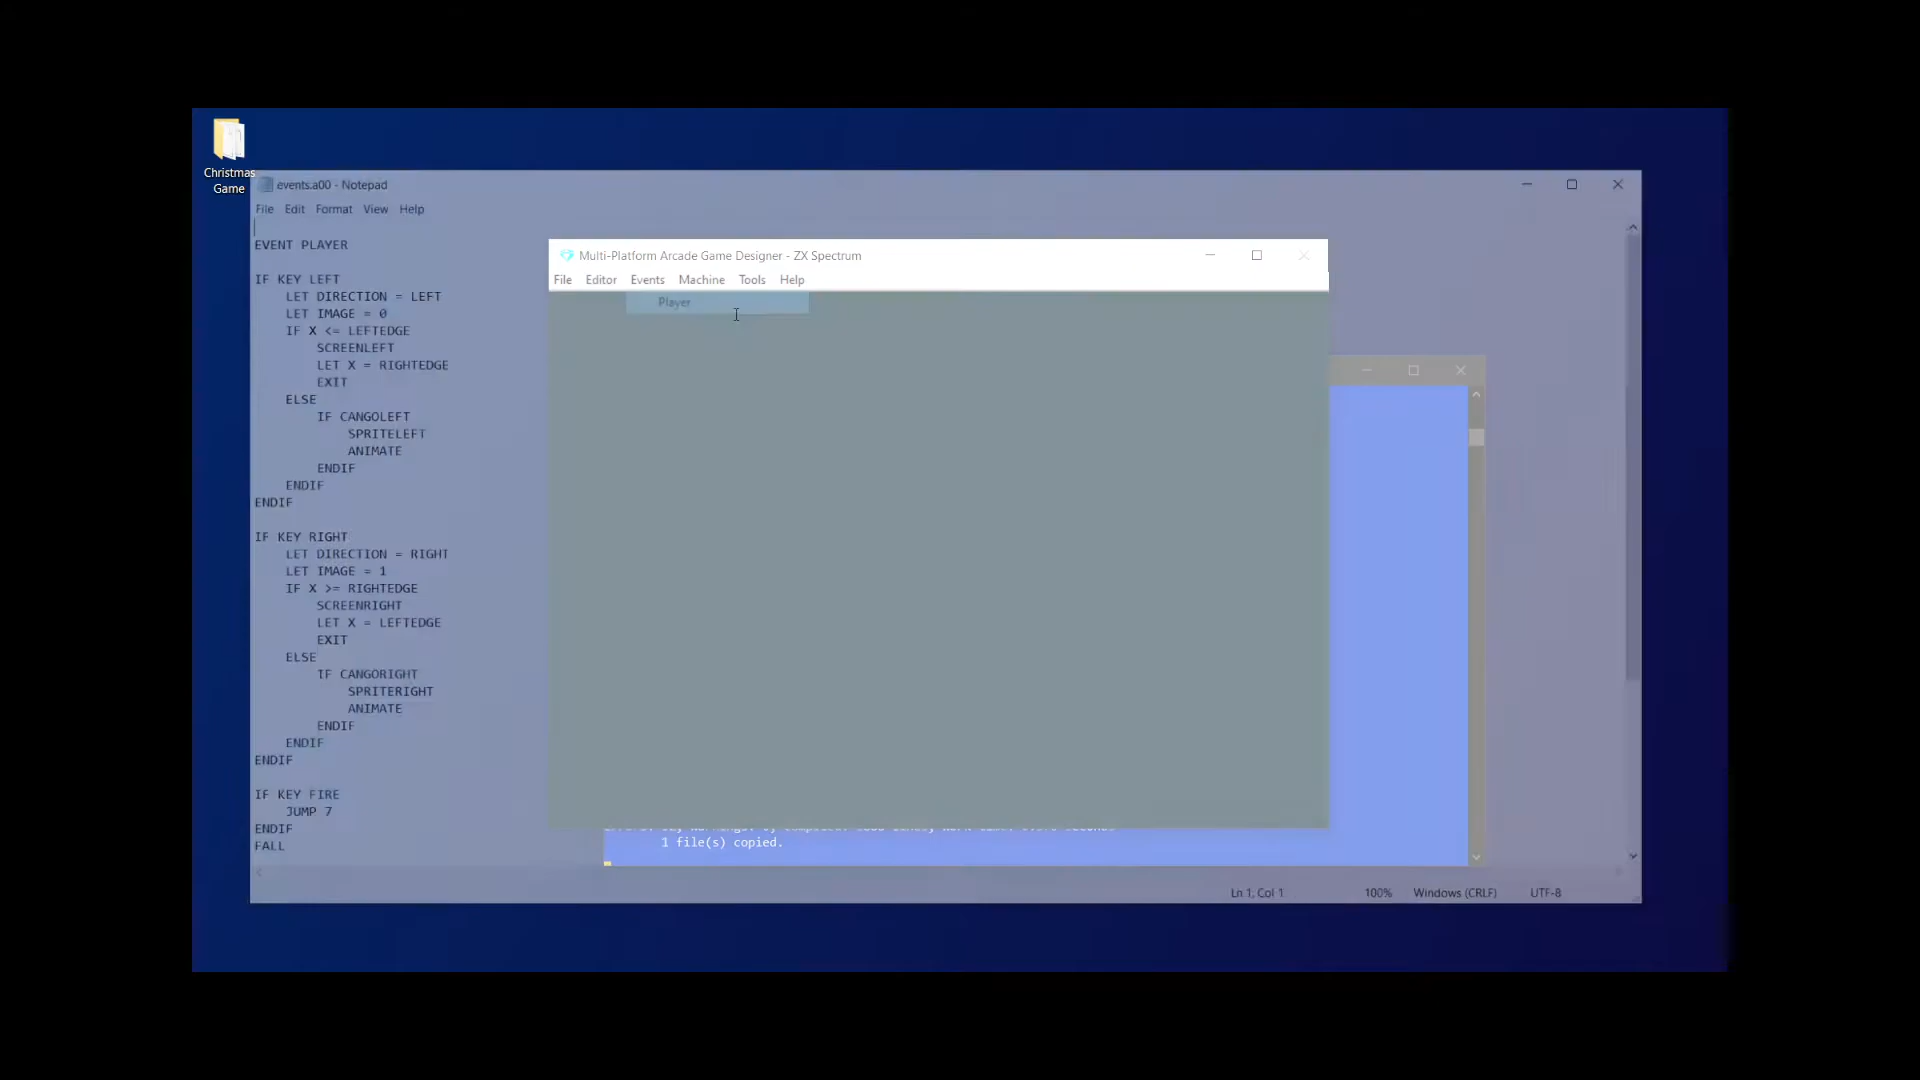 Christmas
Game
events.a00 - Notepad
File Edit Format View Help
EVENT PLAYER
IF KEY LEFT
LET DIRECTION = LEFT
LET IMAGE = 0
IF X <= LEFTEDGE
SCREENLEFT
LET X = RIGHTEDGE
EXIT
ELSE
IF CANGOLEFT
SPRITELEFT
ANIMATE
ENDIF
ENDIF
ENDIF
IF KEY RIGHT
LET DIRECTION = RIGHT
LET IMAGE = 1
IF X >= RIGHTEDGE
SCREENRIGHT
LET X = LEFTEDGE
EXIT
ELSE
IF CANGORIGHT
SPRITERIGHT
ANIMATE
ENDIF
ENDIF
ENDIF
IF KEY FIRE
JUMP 7
ENDIF
FALL
Multi-Platform Arcade Game Designer - ZX Spectrum
File Editor Events Machine Tools Help
Player
1 file(s) copied.
Ln 1, Col 1 100% Windows (CRLF) UTF-8